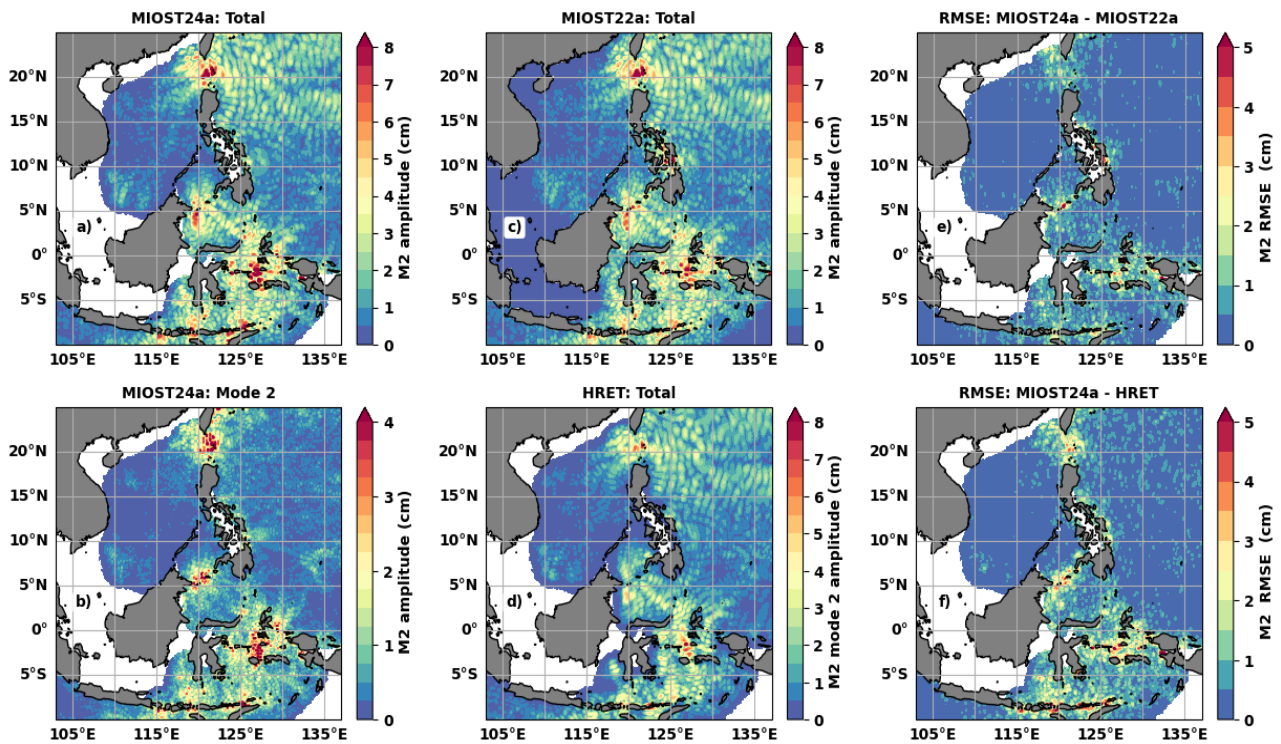 MIOST24a: Total
20°N
15°N
10°N
5°N
0°
5°S
a)
105°E
115°E
125°E
135°E
8
7
6
5
4
3
2
1
0
M2 amplitude (cm)
MIOST22a: Total
20°N
15°N
10°N
5°N
0°
5°S
c)
105°E
115°E
125°E
135°E
8
7
6
5
4
3
2
1
0
M2 amplitude (cm)
RMSE: MIOST24a - MIOST22a
20°N
15°N
10°N
5°N
0°
5°S
e)
105°E
115°E
125°E
135°E
5
4
3
2
1
0
M2 RMSE (cm)
MIOST24a: Mode 2
20°N
15°N
10°N
5°N
0°
5°S
b)
105°E
115°E
125°E
135°E
4
3
2
1
0
M2 amplitude (cm)
HRET: Total
20°N
15°N
10°N
5°N
0°
5°S
d)
105°E
115°E
125°E
135°E
8
7
6
5
4
3
2
1
0
M2 mode 2 amplitude (cm)
RMSE: MIOST24a - HRET
20°N
15°N
10°N
5°N
0°
5°S
f)
105°E
115°E
125°E
135°E
5
4
3
2
1
0
M2 RMSE (cm)